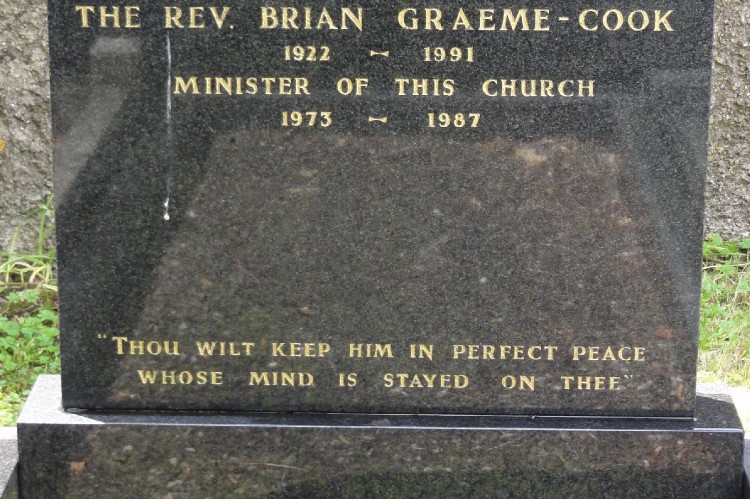 THE REV. BRIAN GRAEME-COOK
1922 - 1991
MINISTER OF THIS CHURCH
1973 - 1987
"THOU WILT KEEP HIM IN PERFECT PEACE
WHOSE MIND IS STAYED ON THEE"